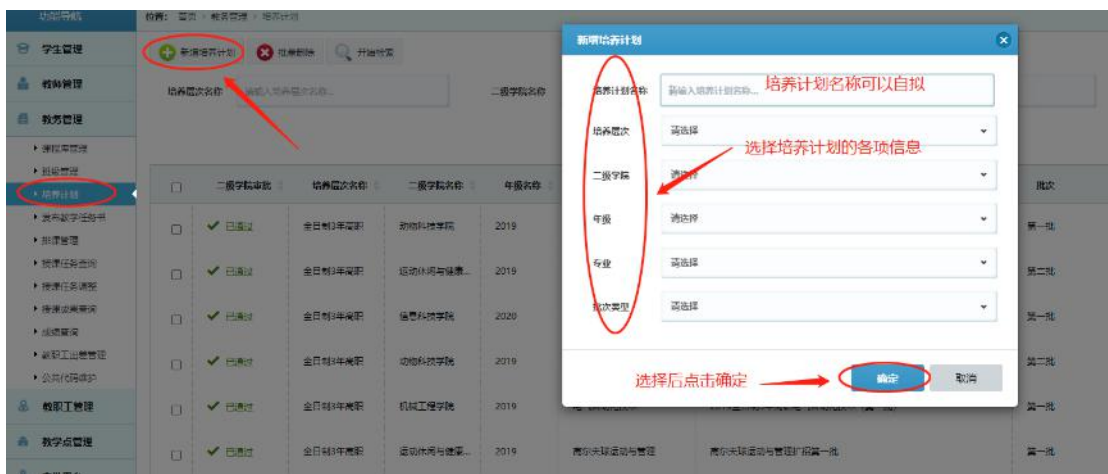 功能导航
位置: 首页 › 教务管理 › 培养计划
学生管理
教师管理
教务管理
课程库管理
班级管理
培养计划
发布教学任务书
排课管理
授课任务查询
授课任务调整
授课成果查询
成绩查询
教职工出勤管理
公共代码维护
教职工管理
教学点管理
新增培养计划
批量删除
开始检索
培养层次名称
请输入培养层次名称...
二级学院名称
二级学院审批 培养层次名称 二级学院名称 年级名称 批次
已通过 全日制3年高职 动物科技学院 2019 第一批
已通过 全日制3年高职 运动休闲与健康... 2019 第二批
已通过 全日制3年高职 信息科技学院 2020 第一批
已通过 全日制3年高职 动物科技学院 2019 第二批
已通过 全日制3年高职 机械工程学院 2019 第一批
已通过 全日制3年高职 运动休闲与健康... 2019 高尔夫球运动与管理 高尔夫球运动与管理扩招第一批 第一批
新增培养计划
培养计划名称 请输入培养计划名称... 培养计划名称可以自拟
培养层次 请选择
选择培养计划的各项信息
二级学院 请选择
年级 请选择
专业 请选择
批次类型 请选择
选择后点击确定
确定 取消